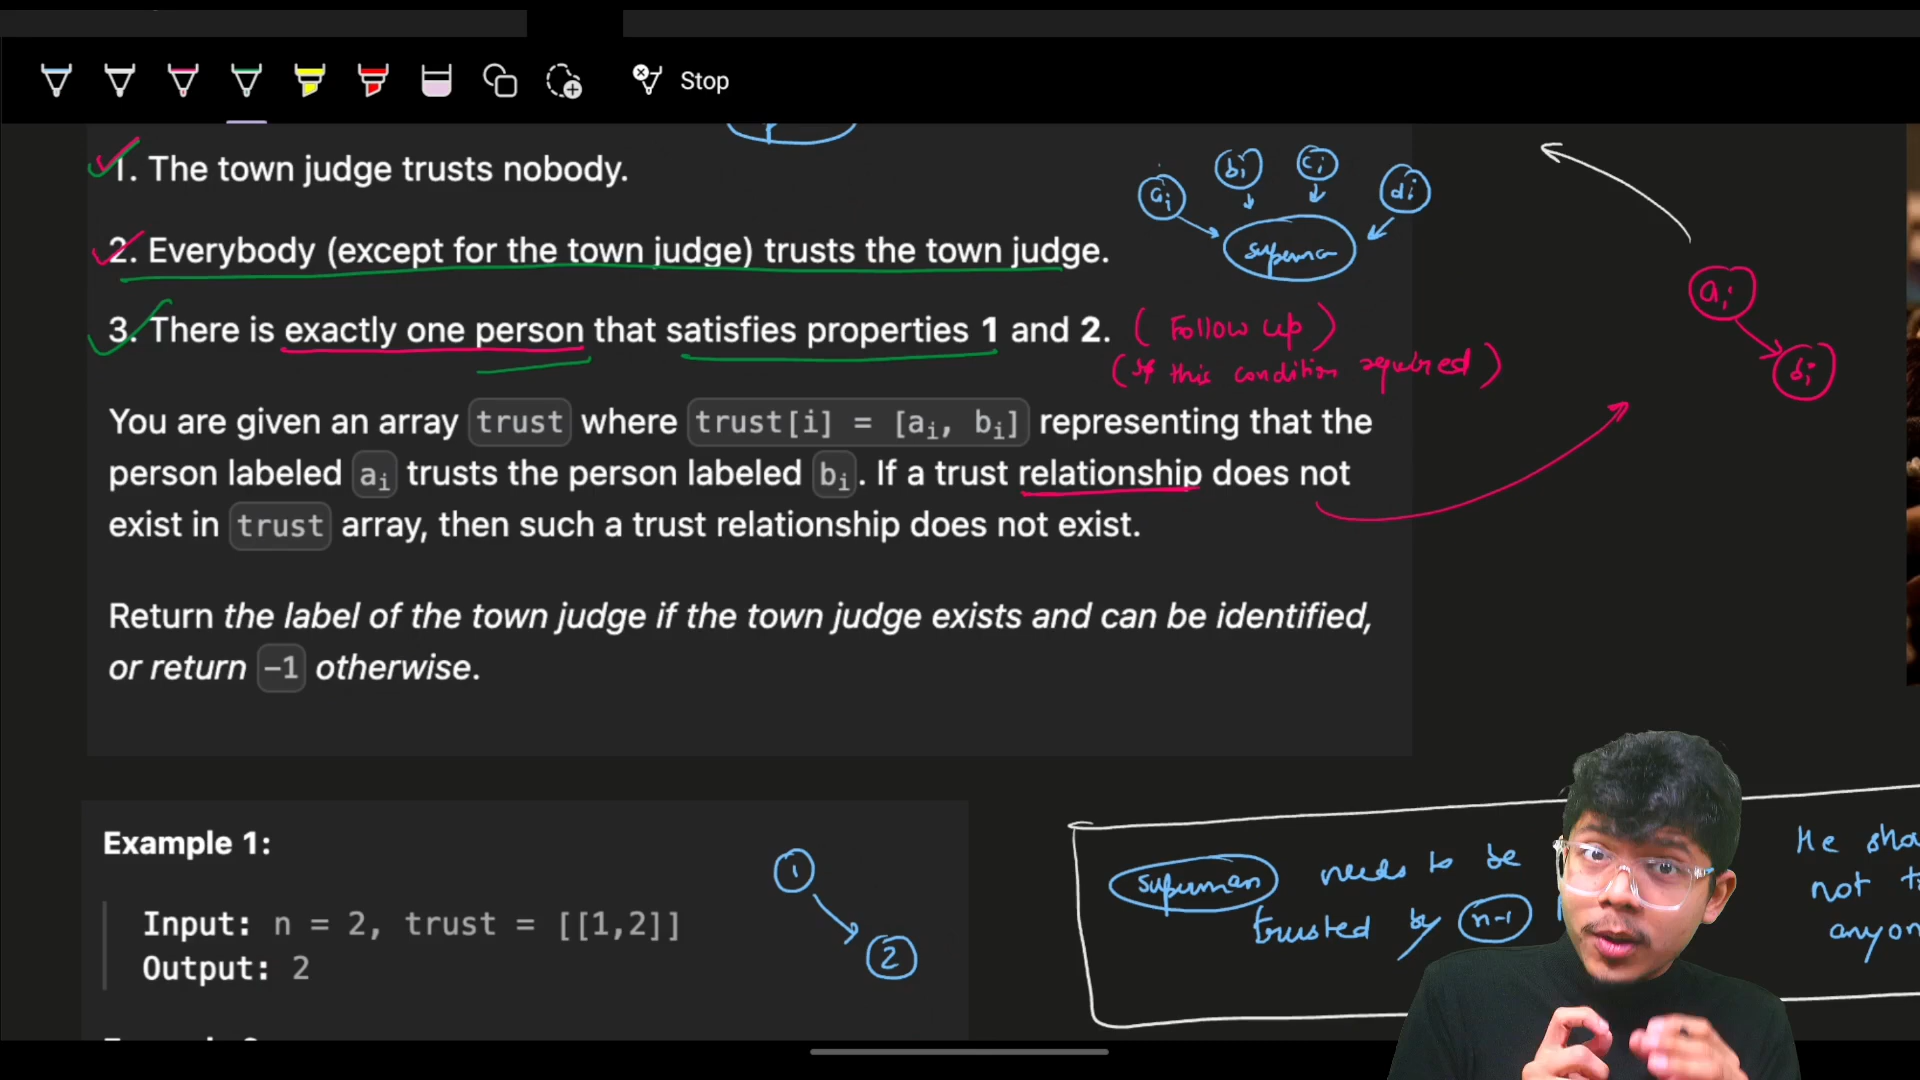 Stop
1. The town judge trusts nobody.
2. Everybody (except for the town judge) trusts the town judge.
3. There is exactly one person that satisfies properties 1 and 2.
(Follow up)
(If this condition required)
ai
bi
ci
di
superman
ai
bi
You are given an array trust where trust[i] = [ai, bi] representing that the
person labeled ai trusts the person labeled bi. If a trust relationship does not
exist in trust array, then such a trust relationship does not exist.
Return the label of the town judge if the town judge exists and can be identified,
or return -1 otherwise.
Example 1:
Input: n = 2, trust = [[1,2]]
Output: 2
1
2
superman needs to be
trusted by n-1
He
not